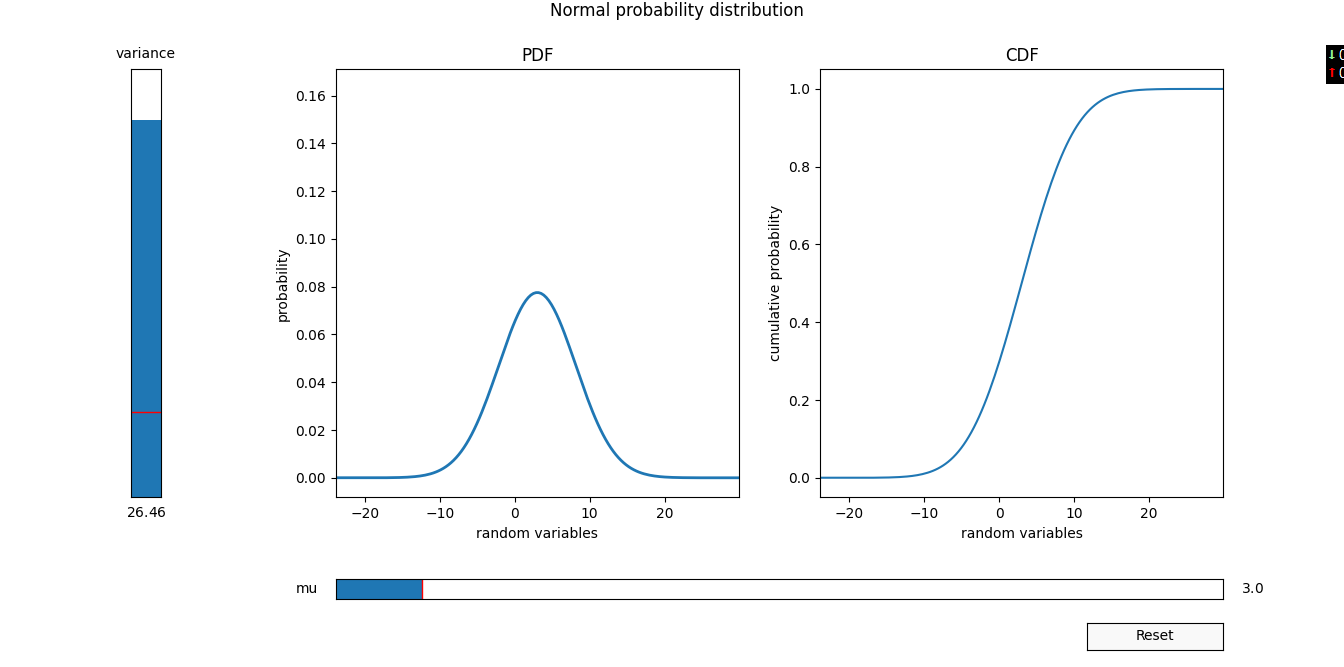 Normal probability distribution
variance
26.46
PDF
0.16
0.14
0.12
0.10
0.08
0.06
0.04
0.02
0.00
probability
−20 −10 0 10 20
random variables
CDF
1.0
0.8
0.6
0.4
0.2
0.0
cumulative probability
−20 −10 0 10 20
random variables
mu 3.0
Reset